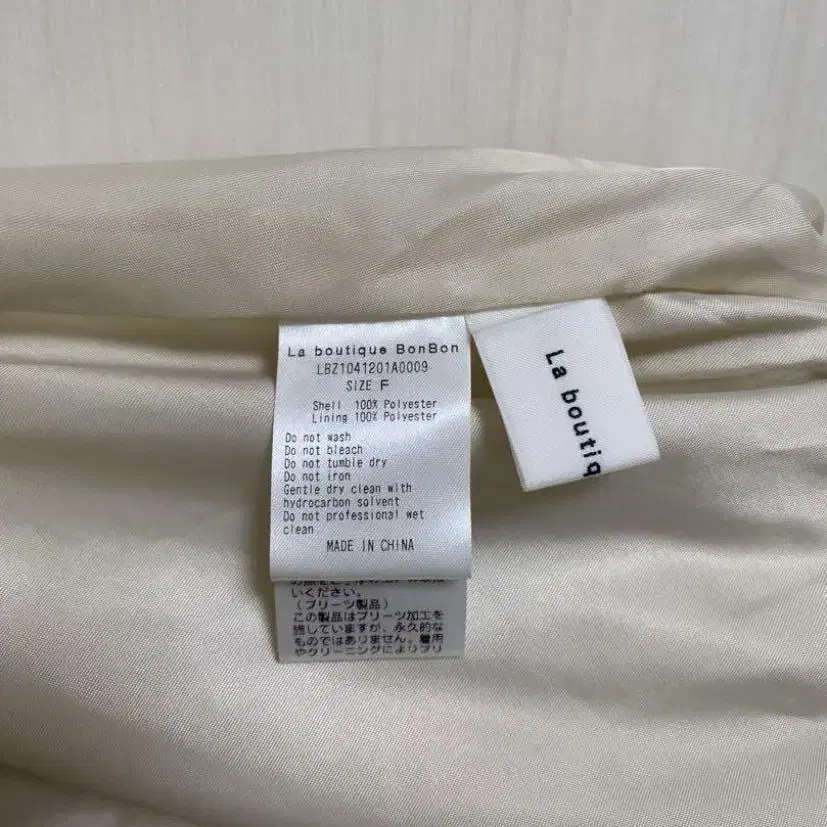 La boutique BonBon
LBZ1041201A0009
SIZE F
Shell 100% Polyester
Lining 100% Polyester
Do not wash
Do not bleach
Do not tumble dry
Do not iron
Gentle dry clean with
hydrocarbon solvent
Do not professional wet
clean
MADE IN CHINA
いください。
(プリーツ製品)
この製品はプリーツ加工を
施していますが、永久的な
ものではありません。着用
やクリーニングによりプリ
La boutiq